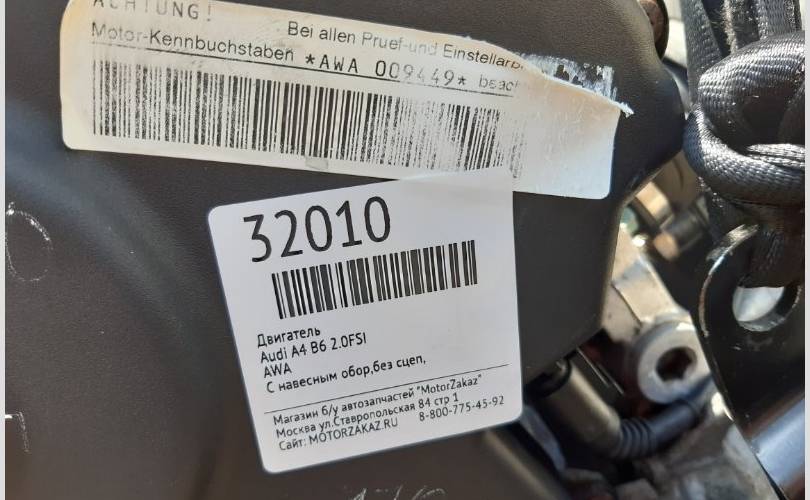 ACHTUNG!
Bei allen Pruef-und Einstellarb
Motor-Kennbuchstaben *AWA 009449* beach
32010
Двигатель
Audi A4 B6 2.0FSI
AWA
С навесным обор,без сцеп,
Магазин б/у автозапчастей "MotorZakaz"
Москва ул.Ставропольская 84 стр 1
Сайт: MOTORZAKAZ.RU 8-800-775-45-92